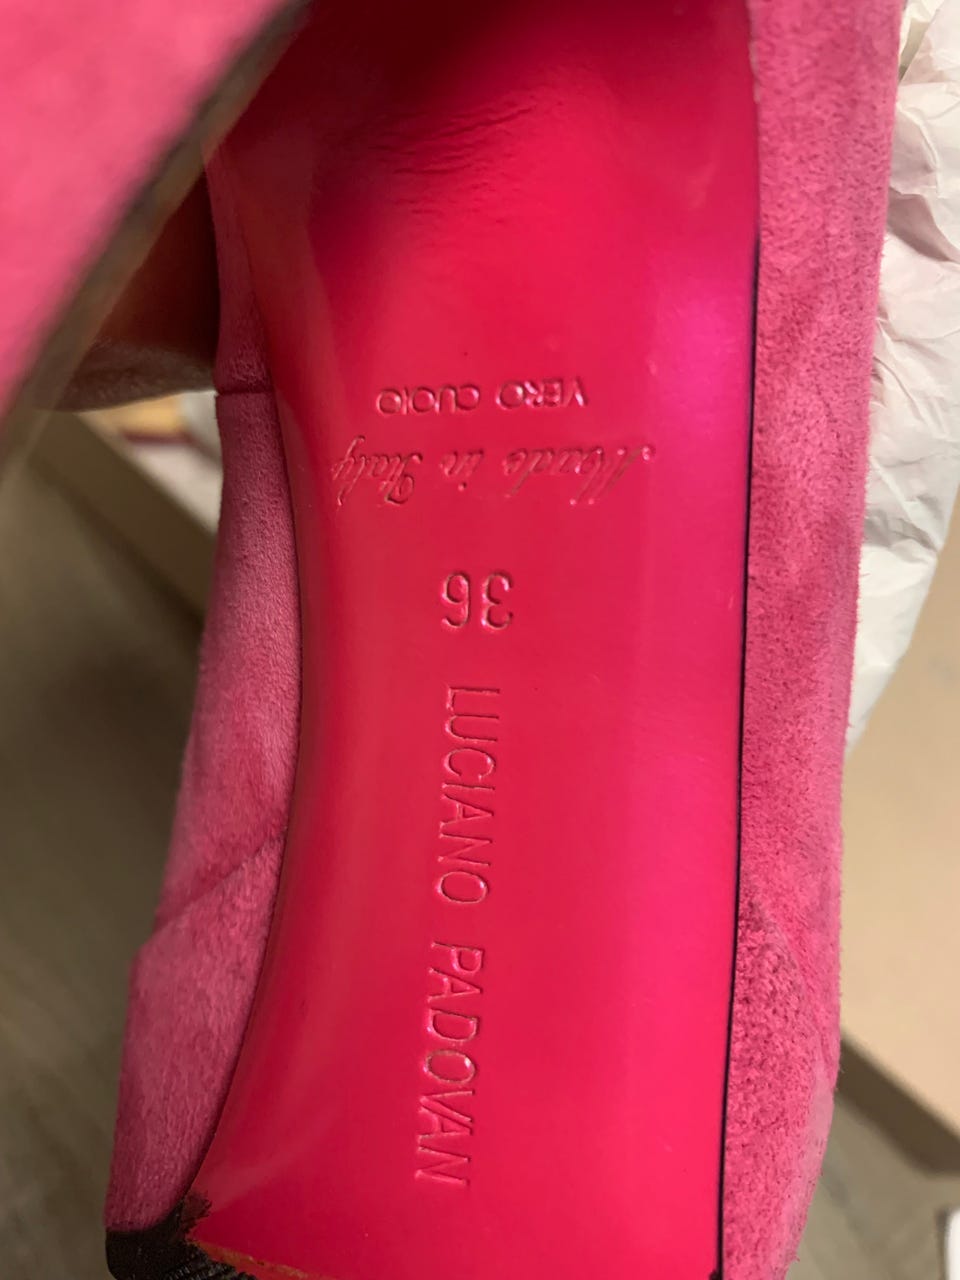 VERO CUOIO
Made in Italy
36
LUCIANO PADOVAN